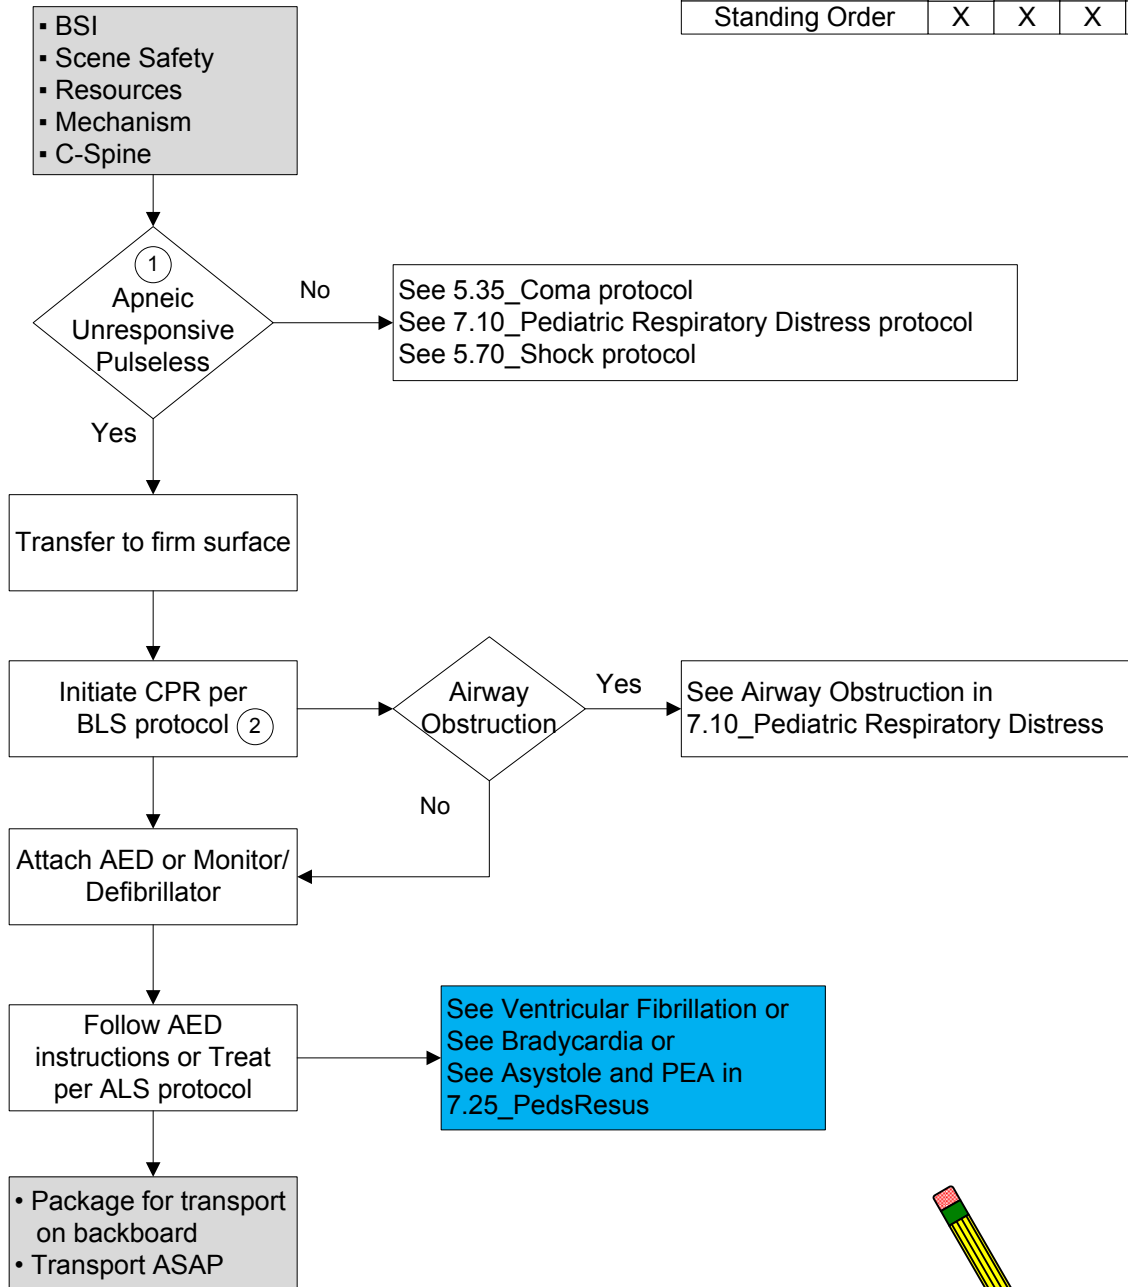 Standing Order X X X
▪ BSI
▪ Scene Safety
▪ Resources
▪ Mechanism
▪ C-Spine
1
Apneic
Unresponsive
Pulseless
No
See 5.35_Coma protocol
See 7.10_Pediatric Respiratory Distress protocol
See 5.70_Shock protocol
Yes
Transfer to firm surface
Initiate CPR per
BLS protocol 2
Airway
Obstruction
Yes
See Airway Obstruction in
7.10_Pediatric Respiratory Distress
No
Attach AED or Monitor/
Defibrillator
Follow AED
instructions or Treat
per ALS protocol
See Ventricular Fibrillation or
See Bradycardia or
See Asystole and PEA in
7.25_PedsResus
• Package for transport
on backboard
• Transport ASAP